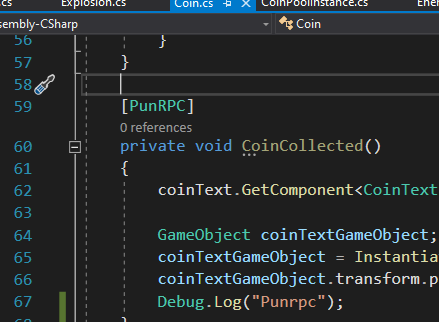 .cs Explosion.cs Coin.cs CoinPoolInstance.cs
sembly-CSharp Coin
56 }
57 }
58
59 [PunRPC]
0 references
60 private void CoinCollected()
61 {
62 coinText.GetComponent<CoinText
63
64 GameObject coinTextGameObject;
65 coinTextGameObject = Instantia
66 coinTextGameObject.transform.p
67 Debug.Log("Punrpc");
68 }